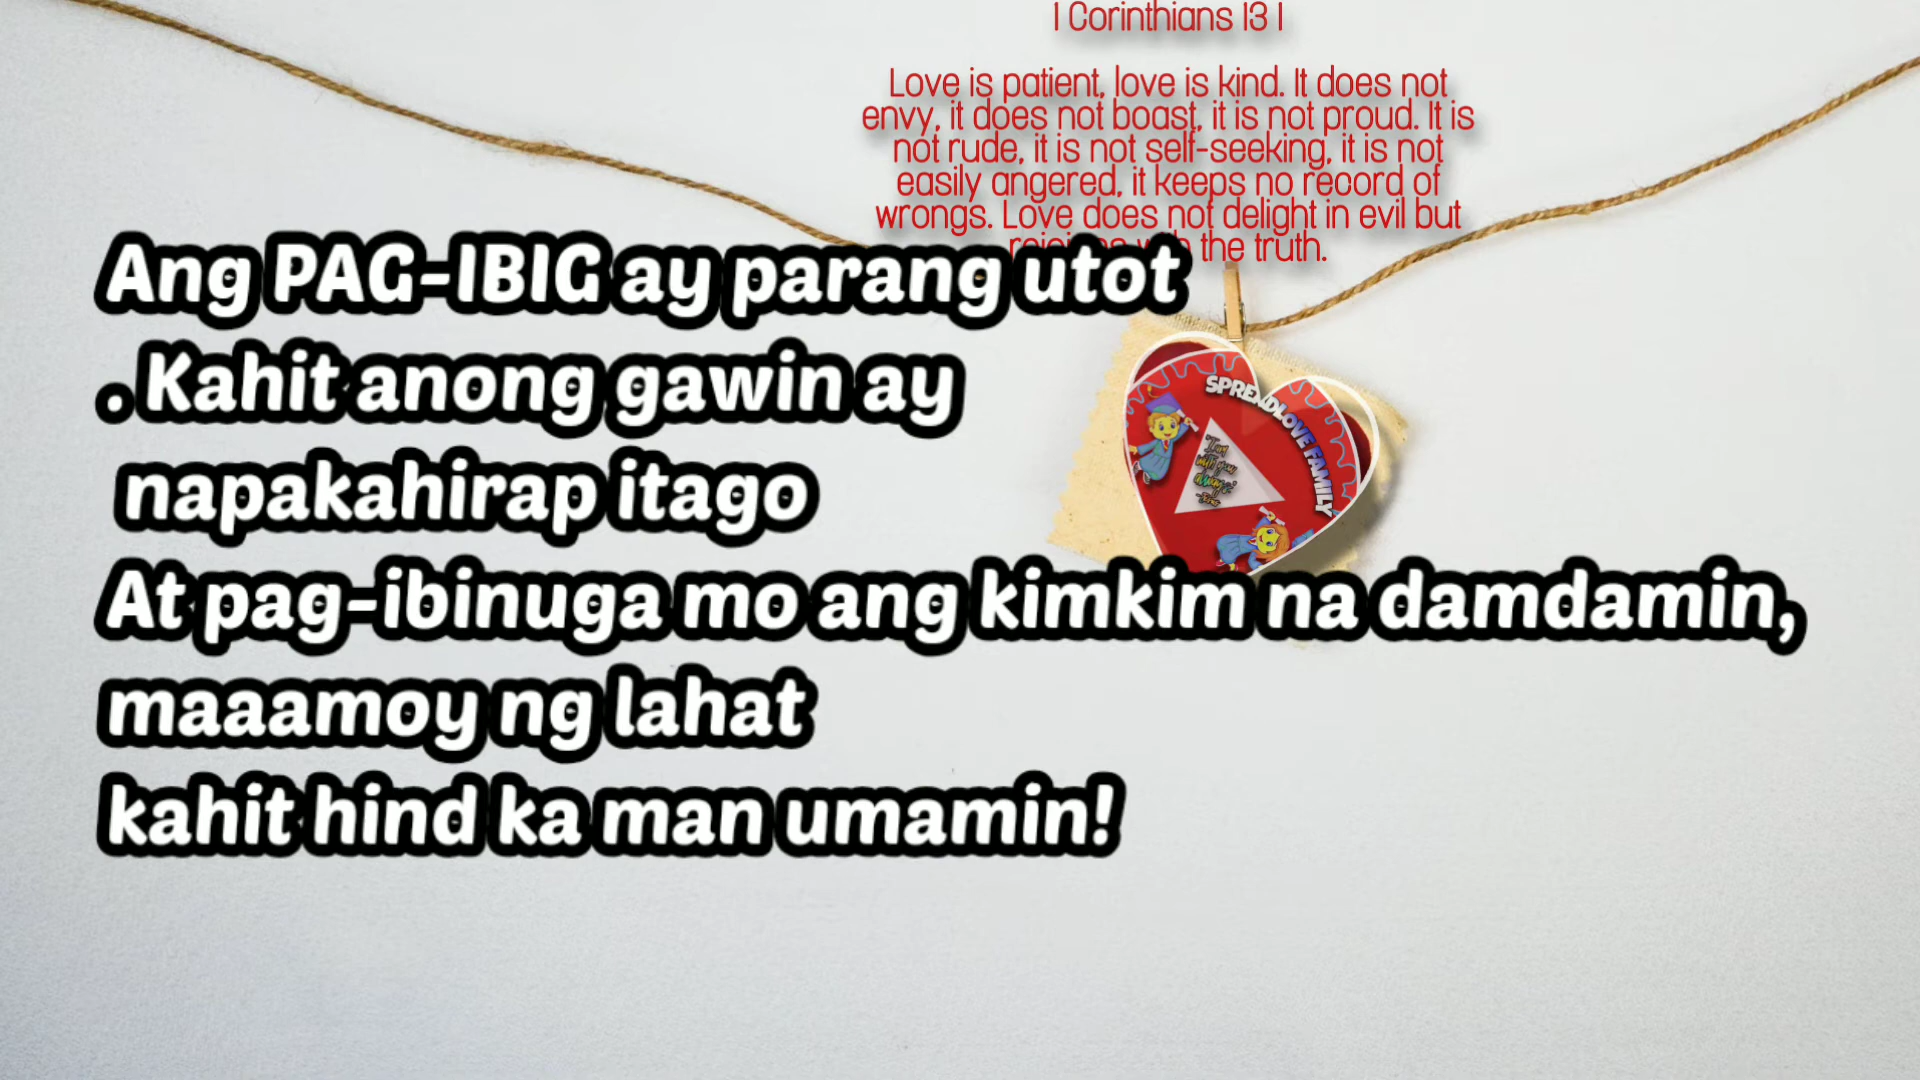 1 Corinthians 13 1
Love is patient, love is kind. It does not
envy, it does not boast, it is not proud. It is
not rude, it is not self-seeking, it is not
easily angered, it keeps no record of
wrongs. Love does not delight in evil but
the truth.
Ang PAG-IBIG ay parang utot
. Kahit anong gawin ay
napakahirap itago
At pag-ibinuga mo ang kimkim na damdamin,
maaamoy ng lahat
kahit hind ka man umamin!
SPREADLOVE FAMILY